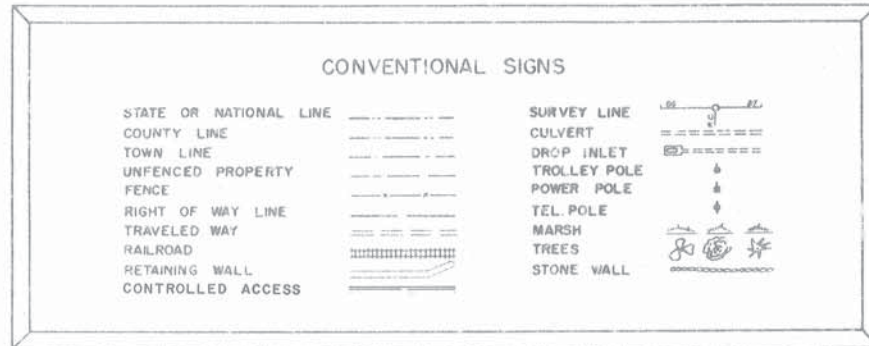 CONVENTIONAL SIGNS
STATE OR NATIONAL LINE
COUNTY LINE
TOWN LINE
UNFENCED PROPERTY
FENCE
RIGHT OF WAY LINE
TRAVELED WAY
RAILROAD
RETAINING WALL
CONTROLLED ACCESS
SURVEY LINE
CULVERT
DROP INLET
TROLLEY POLE
POWER POLE
TEL. POLE
MARSH
TREES
STONE WALL